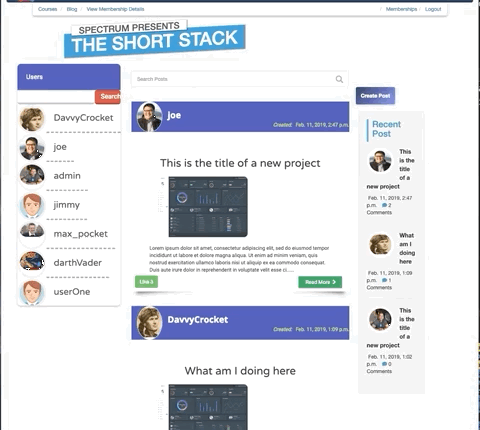 Courses / Blog / View Membership Details
Memberships / Logout
SPECTRUM PRESENTS
THE SHORT STACK
Users
Search
DavvyCrocket
joe
admin
jimmy
max_pocket
darthVader
userOne
Search Posts
joe
Created: Feb. 11, 2019, 2:47 p.m.
This is the title of a new project
Lorem ipsum dolor sit amet, consectetur adipiscing elit, sed do eiusmod tempor
incididunt ut labore et dolore magna aliqua. Ut enim ad minim veniam, quis
nostrud exercitation ullamco laboris nisi ut aliquip ex ea commodo consequat.
Duis aute irure dolor in reprehenderit in voluptate velit esse ci.....
Like 3
Read More
DavvyCrocket
Created: Feb. 11, 2019, 1:09 p.m.
What am I doing here
Create Post
Recent
Post
This
is the
title
of a
new project
Feb. 11, 2019, 2:47
p.m. 2
Comments
What
am I
doing
here
Feb. 11, 2019, 1:09
p.m. 1
Comments
This
is the
title
of a
new project
Feb. 11, 2019, 1:02
p.m. 0
Comments